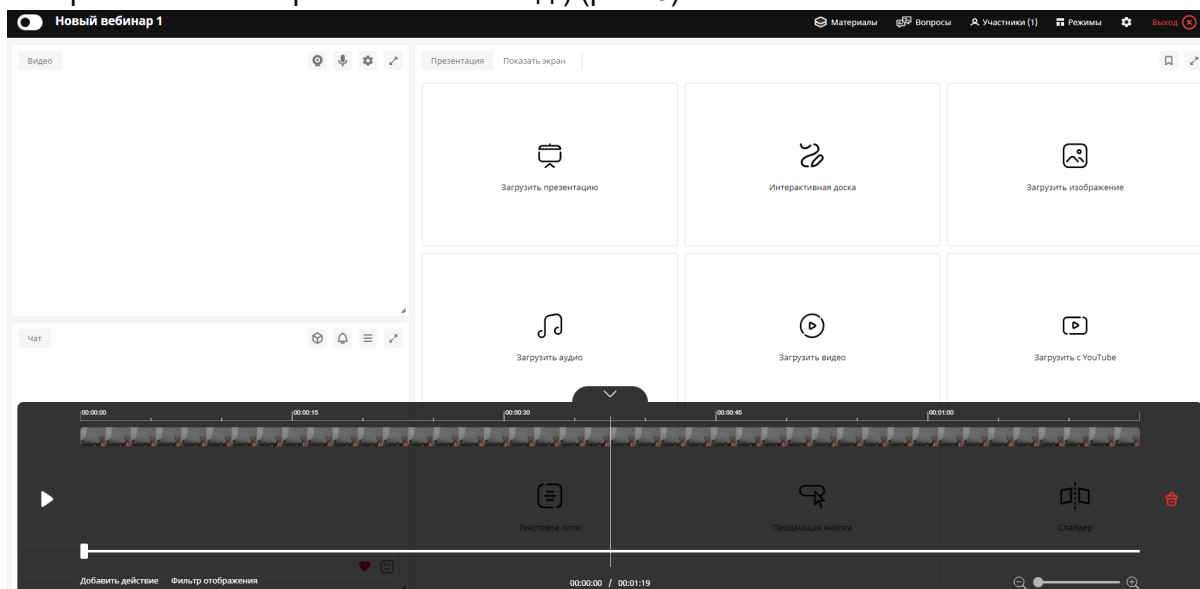 Новый вебинар 1
Материалы Вопросы Участники (1) Режимы Выход
Видео
Презентация Показать экран
Загрузить презентацию Интерактивная доска Загрузить изображение
Чат
Загрузить аудио Загрузить видео Загрузить с YouTube
00:00:00 00:00:15 00:00:30 00:00:45 00:01:00
Текстовое поле Продающая кнопка Слайдер
Добавить действие Фильтр отображения 00:00:00 / 00:01:19